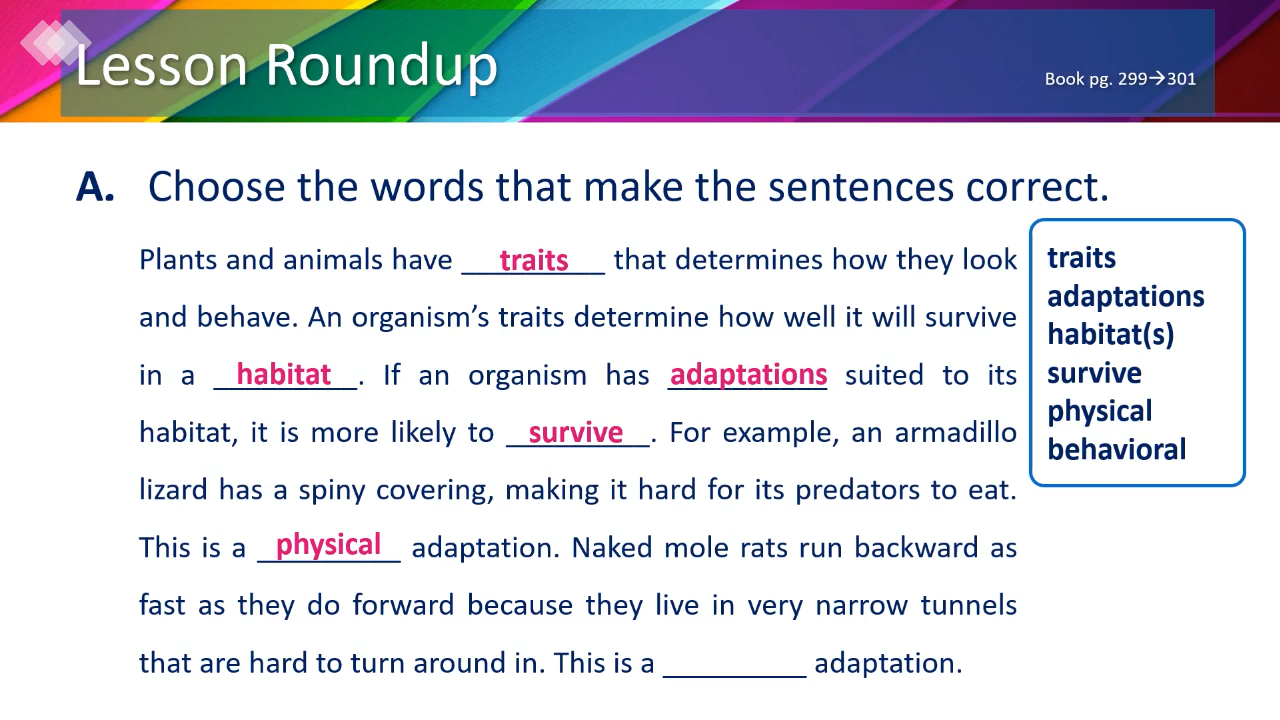 Lesson Roundup
Book pg. 299→301
A. Choose the words that make the sentences correct.
Plants and animals have traits that determines how they look
and behave. An organism's traits determine how well it will survive
in a habitat. If an organism has adaptations suited to its
habitat, it is more likely to survive. For example, an armadillo
lizard has a spiny covering, making it hard for its predators to eat.
This is a physical adaptation. Naked mole rats run backward as
fast as they do forward because they live in very narrow tunnels
that are hard to turn around in. This is a _________ adaptation.
traits
adaptations
habitat(s)
survive
physical
behavioral